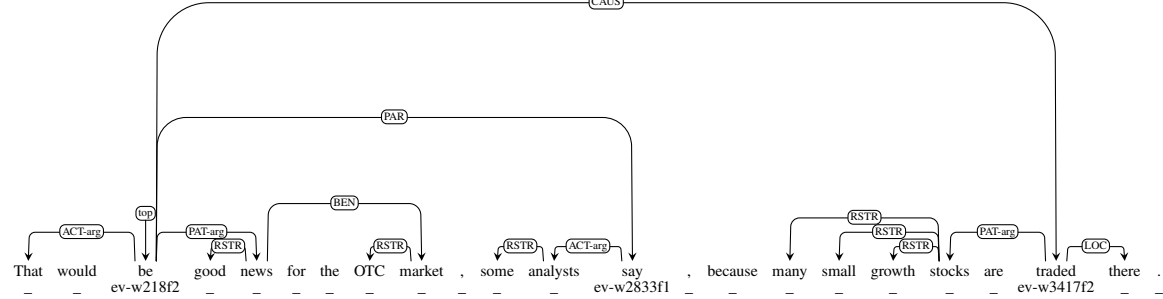 CAUS
PAR
BEN
top
RSTR
ACT-arg PAT-arg RSTR PAT-arg
RSTR RSTR RSTR ACT-arg RSTR LOC
That would be good news for the OTC market , some analysts say , because many small growth stocks are traded there .
_ _ ev-w218f2 _ _ _ _ _ _ _ _ _ ev-w2833f1 _ _ _ _ _ _ _ ev-w3417f2 _ _